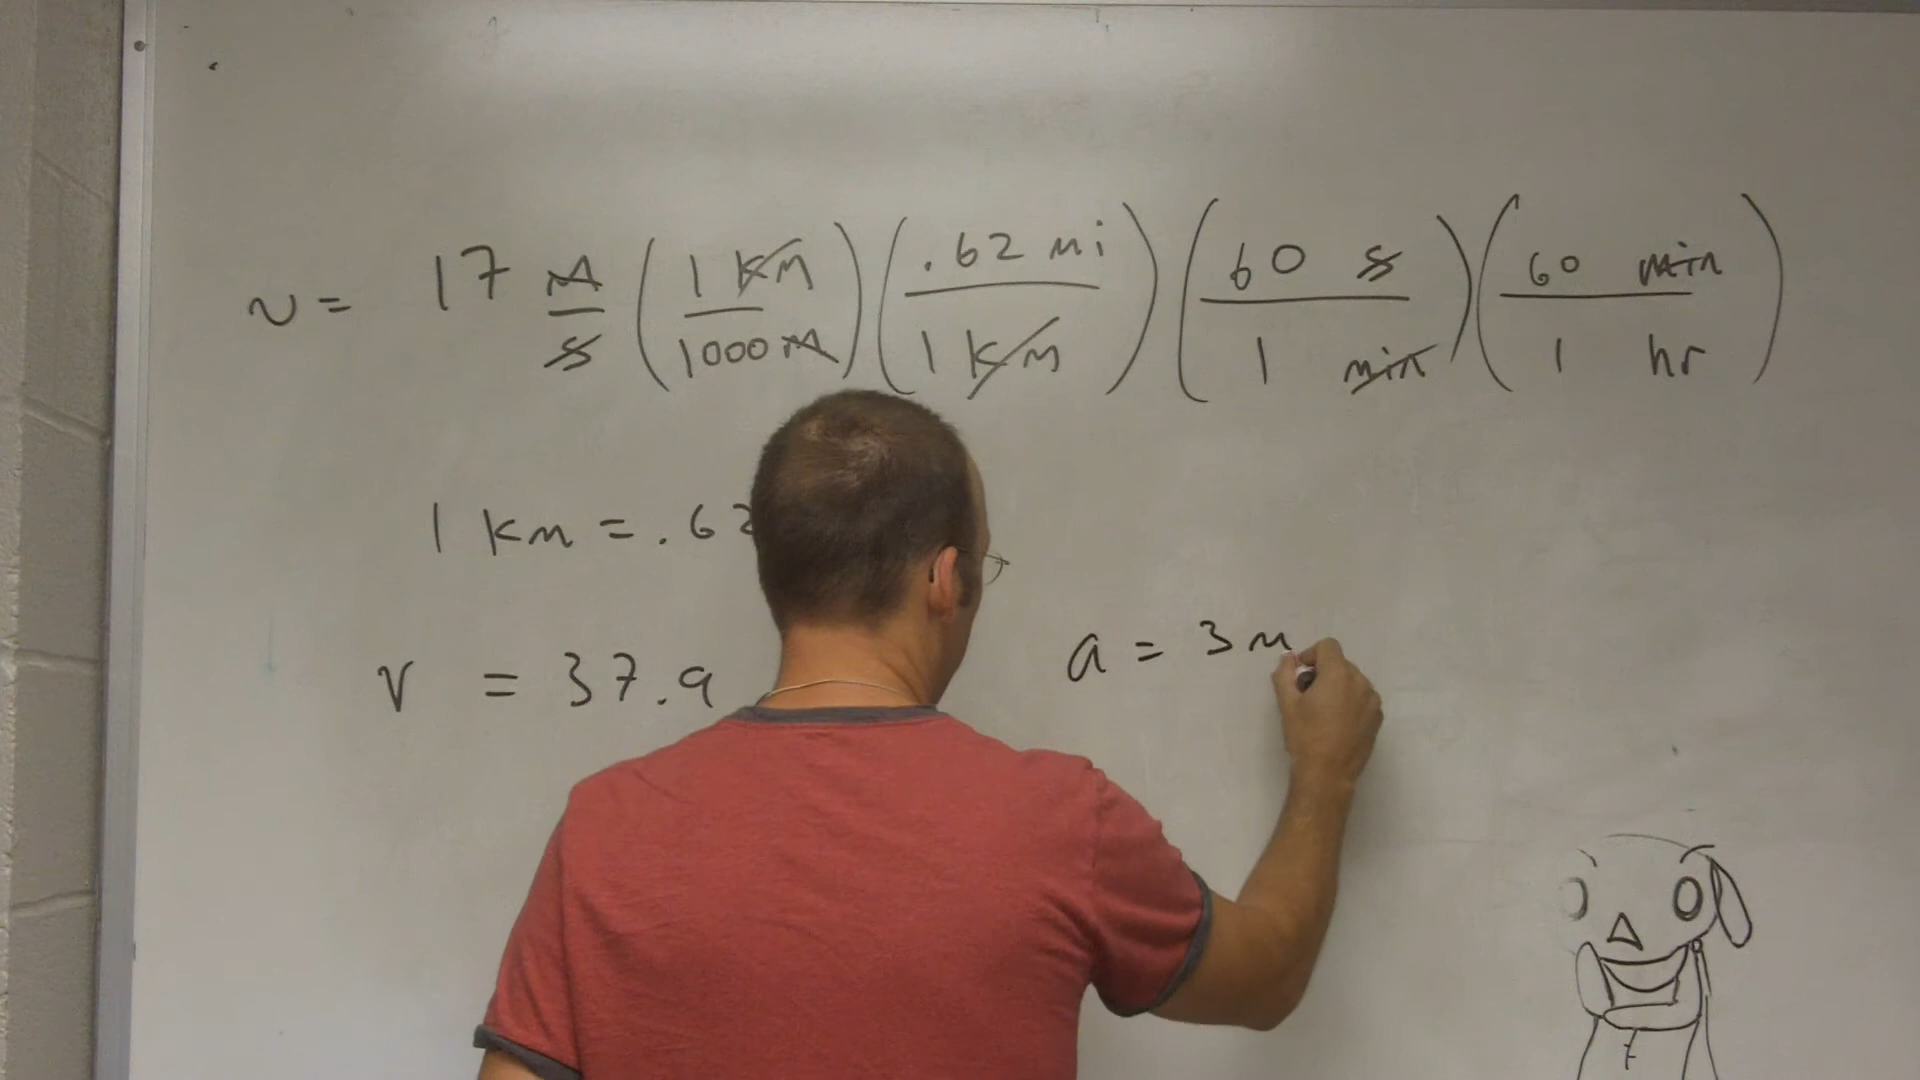 v = 17 m/s (1 km / 1000 m) (.62 mi / 1 km) (60 s / 1 min) (60 min / 1 hr)
1 km = .62
v = 37.9
a = 3 m